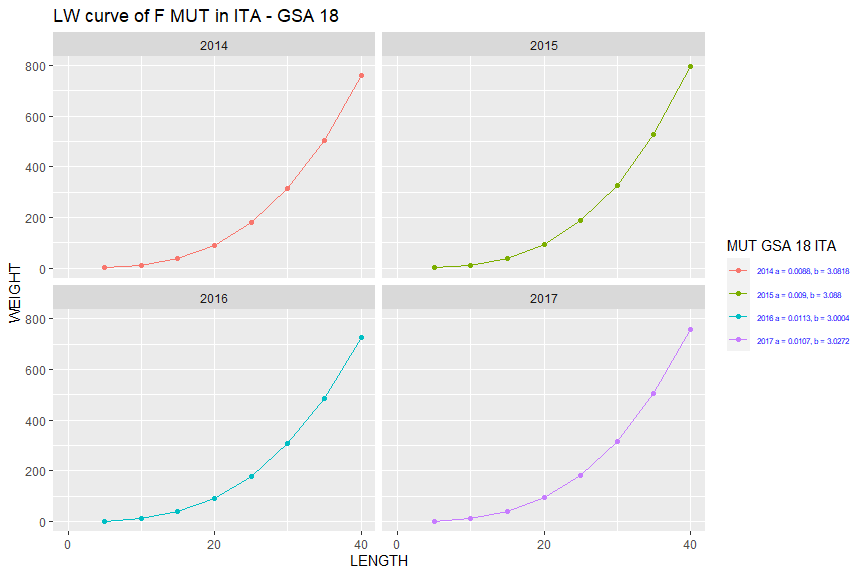 LW curve of F MUT in ITA - GSA 18
2014
2015
800
600
400
200
0
2016
2017
800
600
400
200
0
0
20
40
0
20
40
LENGTH
WEIGHT
MUT GSA 18 ITA
2014 a = 0.0088, b = 3.0818
2015 a = 0.009, b = 3.088
2016 a = 0.0113, b = 3.0004
2017 a = 0.0107, b = 3.0272